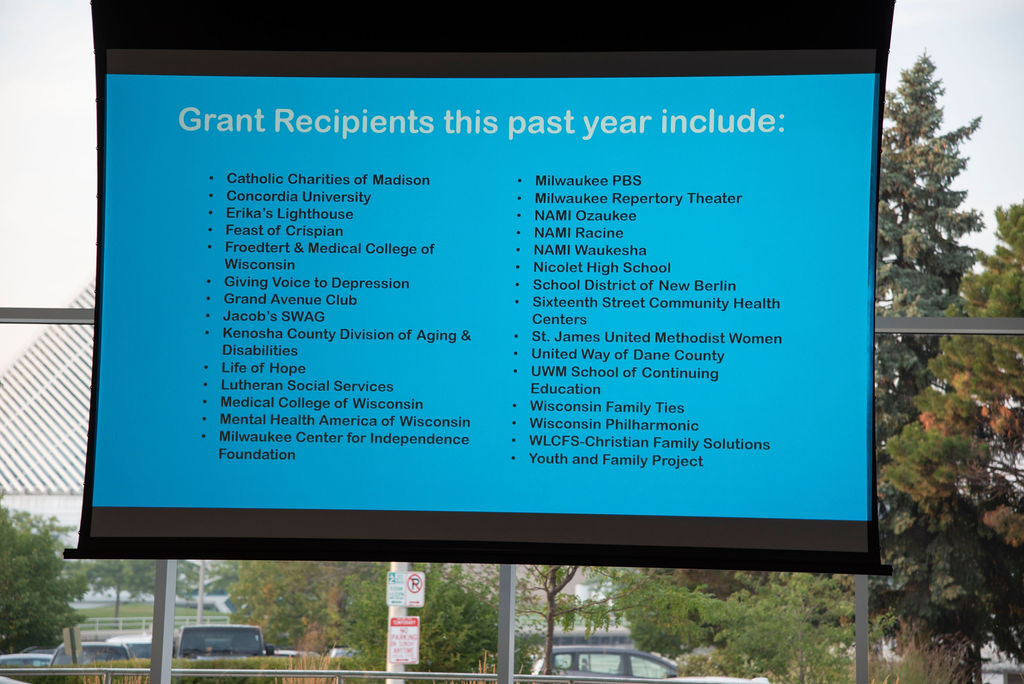 Grant Recipients this past year include:
• Catholic Charities of Madison
• Concordia University
• Erika's Lighthouse
• Feast of Crispian
• Froedtert & Medical College of
Wisconsin
• Giving Voice to Depression
• Grand Avenue Club
• Jacob's SWAG
• Kenosha County Division of Aging &
Disabilities
• Life of Hope
• Lutheran Social Services
• Medical College of Wisconsin
• Mental Health America of Wisconsin
• Milwaukee Center for Independence
Foundation
• Milwaukee PBS
• Milwaukee Repertory Theater
• NAMI Ozaukee
• NAMI Racine
• NAMI Waukesha
• Nicolet High School
• School District of New Berlin
• Sixteenth Street Community Health
Centers
• St. James United Methodist Women
• United Way of Dane County
• UWM School of Continuing
Education
• Wisconsin Family Ties
• Wisconsin Philharmonic
• WLCFS-Christian Family Solutions
• Youth and Family Project
P
NO
PARKING
ANYTIME